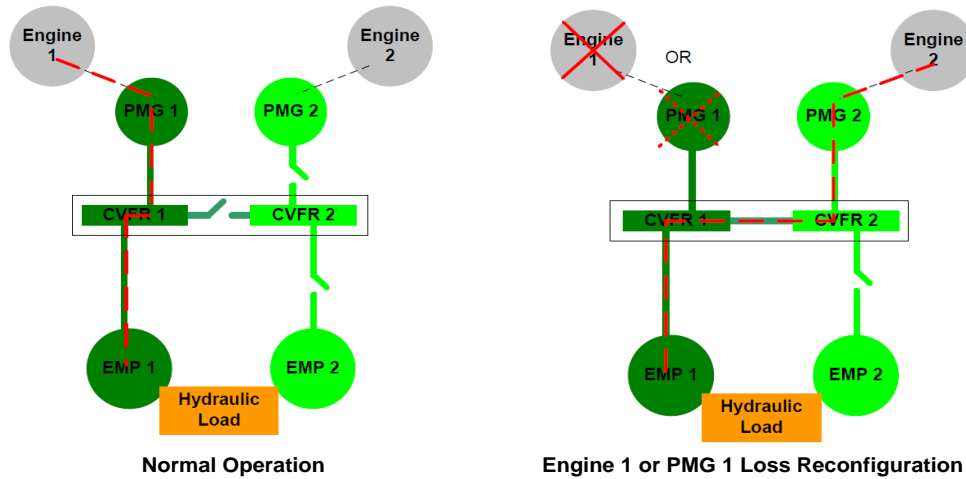 Engine
1
Engine
2
PMG 1
PMG 2
CVFR 1
CVFR 2
EMP 1
EMP 2
Hydraulic
Load
Normal Operation
Engine
1
OR
Engine
2
PMG 1
PMG 2
CVFR 1
CVFR 2
EMP 1
EMP 2
Hydraulic
Load
Engine 1 or PMG 1 Loss Reconfiguration